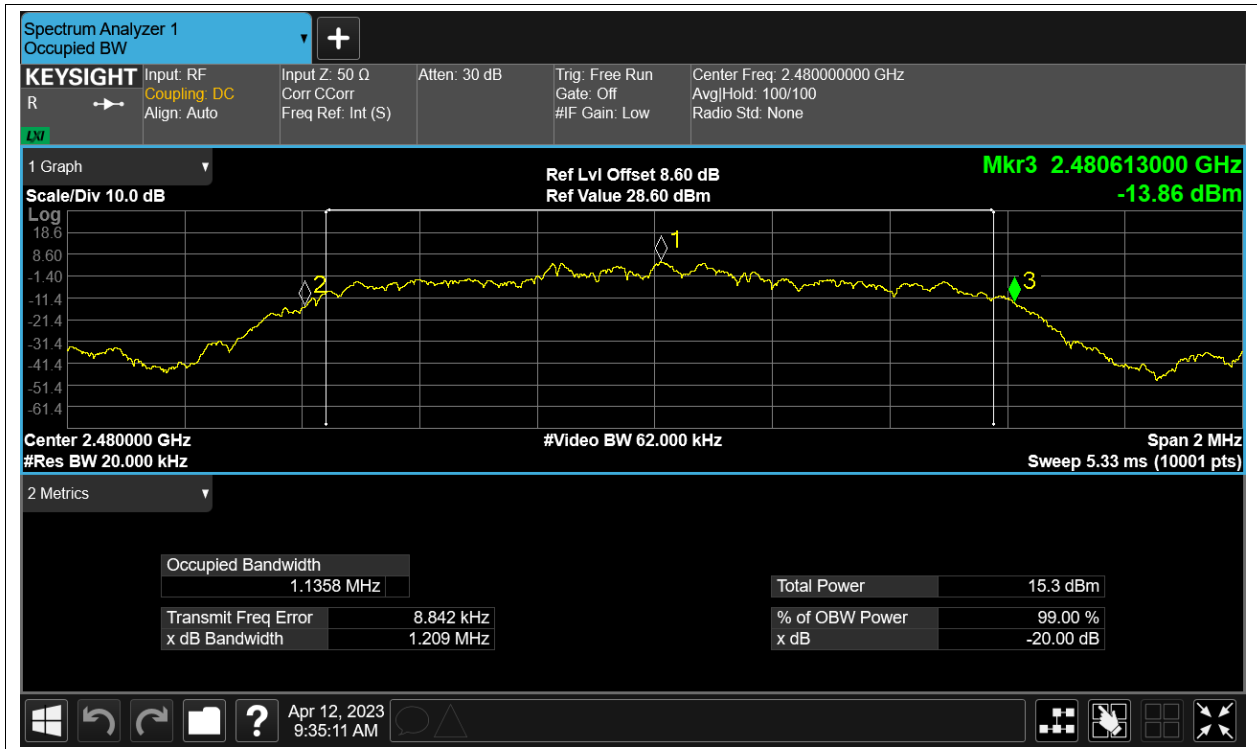 Spectrum Analyzer 1
Occupied BW
KEYSIGHT Input: RF Input Z: 50 Ω Atten: 30 dB Trig: Free Run Center Freq: 2.480000000 GHz
R Coupling: DC Corr CCorr Gate: Off Avg|Hold: 100/100
Align: Auto Freq Ref: Int (S) #IF Gain: Low Radio Std: None
LXI
1 Graph Ref Lvl Offset 8.60 dB Mkr3 2.480613000 GHz
Scale/Div 10.0 dB Ref Value 28.60 dBm -13.86 dBm
Log
18.6
1
8.60
-1.40
2 3
-11.4
-21.4
-31.4
-41.4
-51.4
-61.4
Center 2.480000 GHz #Video BW 62.000 kHz Span 2 MHz
#Res BW 20.000 kHz Sweep 5.33 ms (10001 pts)
2 Metrics
Occupied Bandwidth
1.1358 MHz Total Power 15.3 dBm
Transmit Freq Error 8.842 kHz % of OBW Power 99.00 %
x dB Bandwidth 1.209 MHz x dB -20.00 dB
? Apr 12, 2023
9:35:11 AM